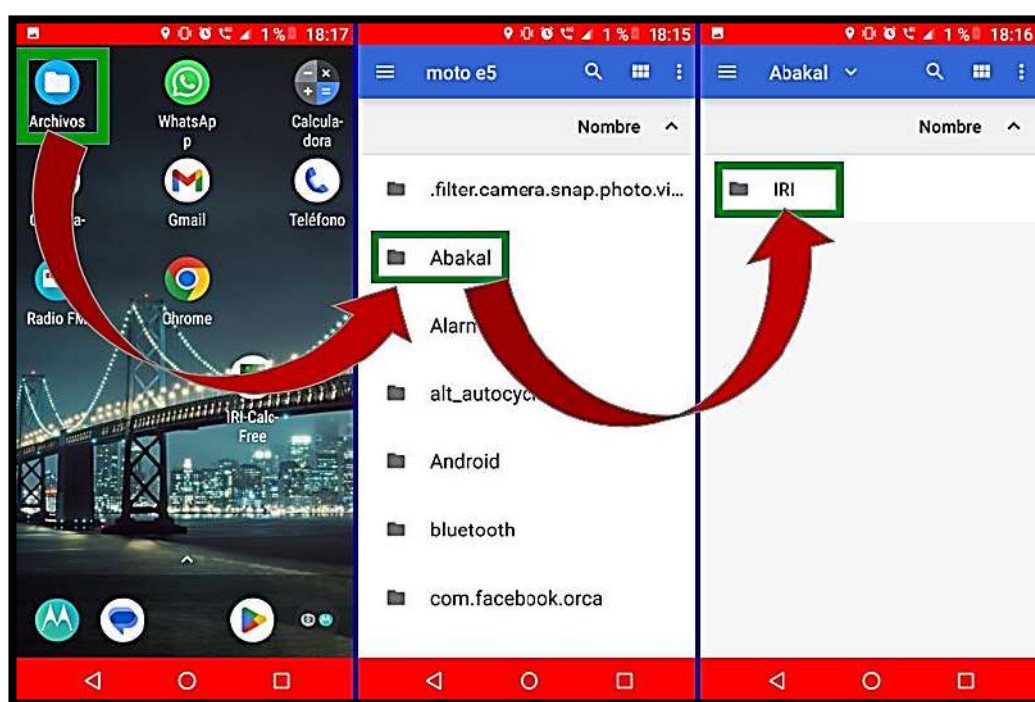 1% 18:17
Archivos
WhatsAp
p
Calcula-
dora
Gmail
Teléfono
Radio FM
Chrome
IRI-Calc-
Free
1% 18:15
moto e5
Nombre
.filter.camera.snap.photo.vi...
Abakal
Alarm
alt_autocyc
Android
bluetooth
com.facebook.orca
1% 18:16
Abakal
Nombre
IRI